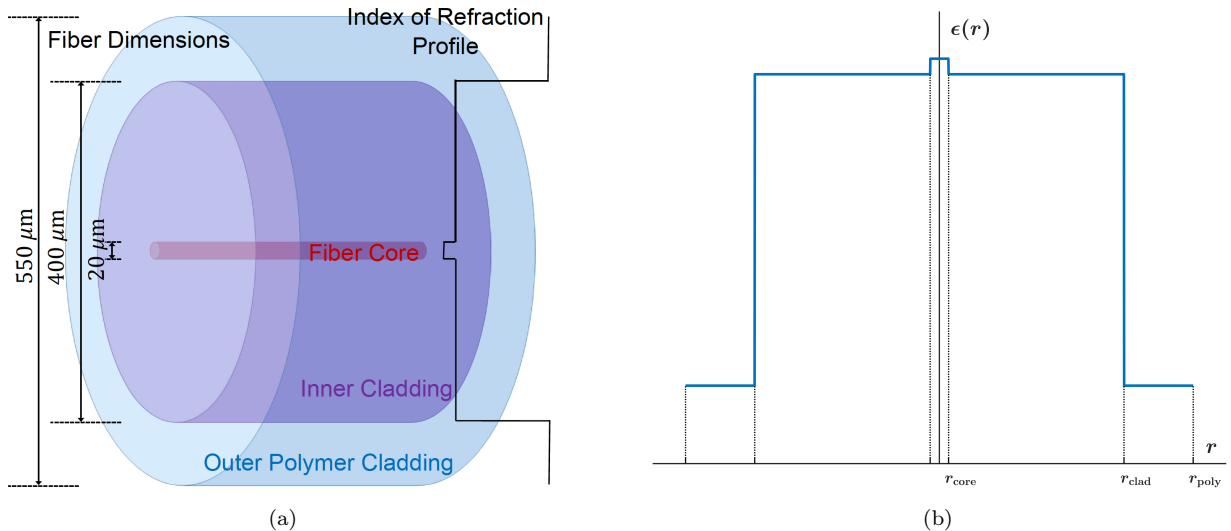 Fiber Dimensions
Index of Refraction
Profile
550 μm
400 μm
20 μm
Fiber Core
Inner Cladding
Outer Polymer Cladding
(a)
ϵ(r)
r
r_core
r_clad
r_poly
(b)